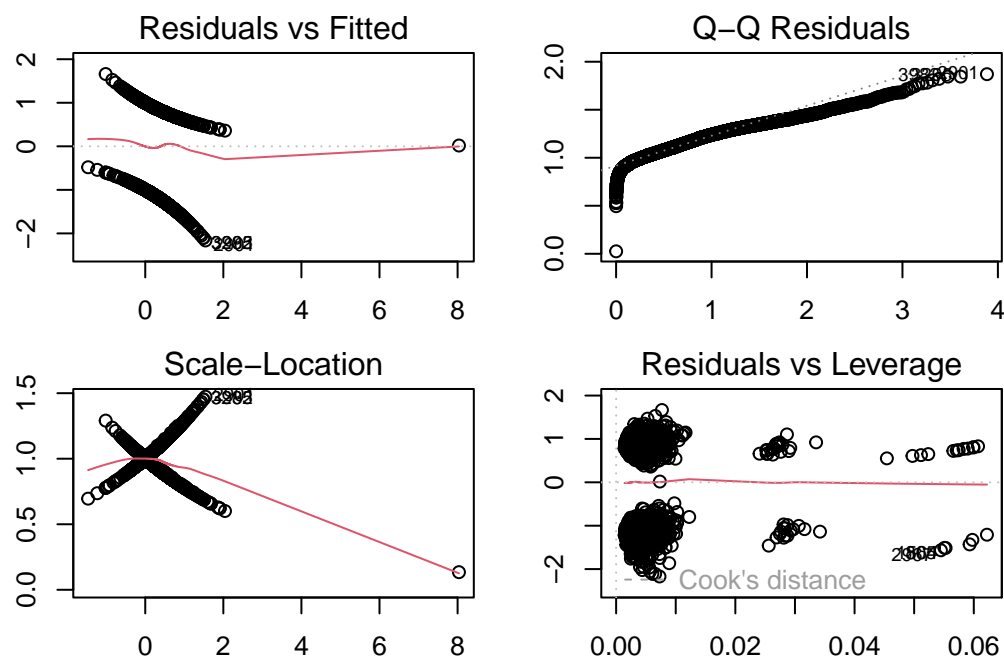 Residuals vs Fitted
2
1
0
−2
0 2 4 6 8
Q−Q Residuals
2.0
1.0
0.0
0 1 3 4
Scale−Location
1.5
1.0
0.5
0.0
0 2 4 6 8
Residuals vs Leverage
2
1
0
−2
Cook's distance
0.00 0.02 0.04 0.06